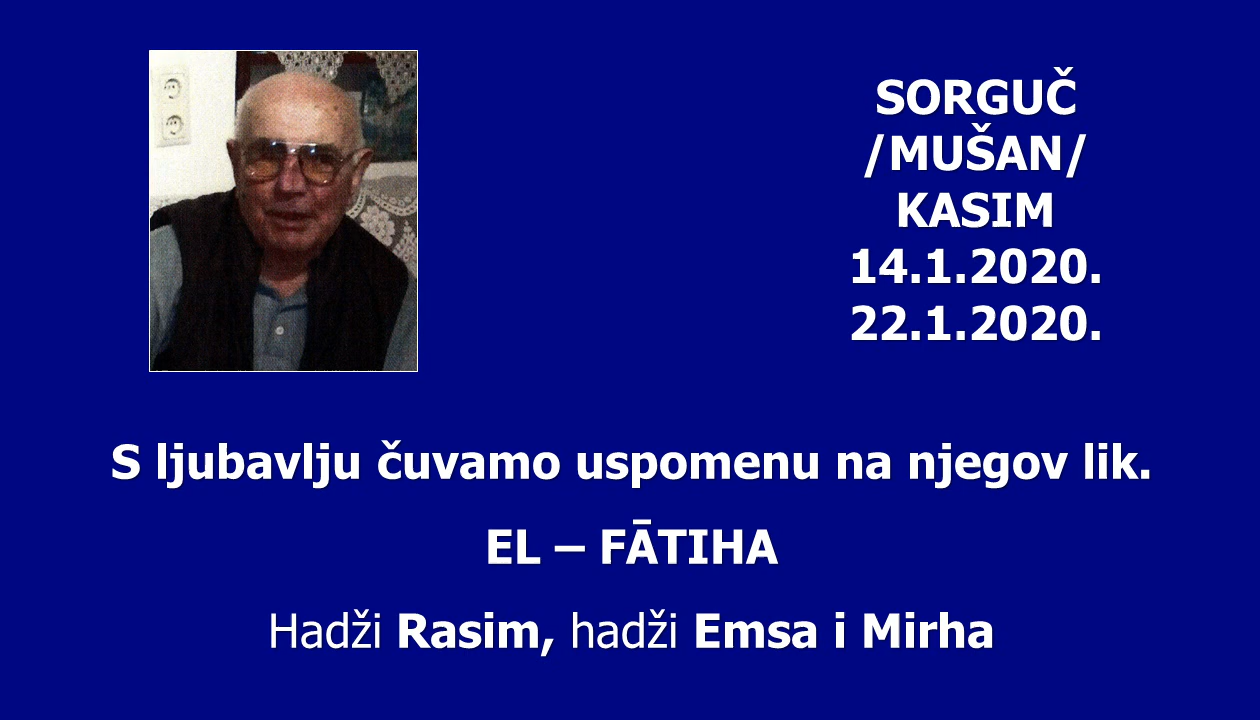 SORGUČ
/MUŠAN/
KASIM
14.1.2020.
22.1.2020.
S ljubavlju čuvamo uspomenu na njegov lik.
EL – FĀTIHA
Hadži Rasim, hadži Emsa i Mirha